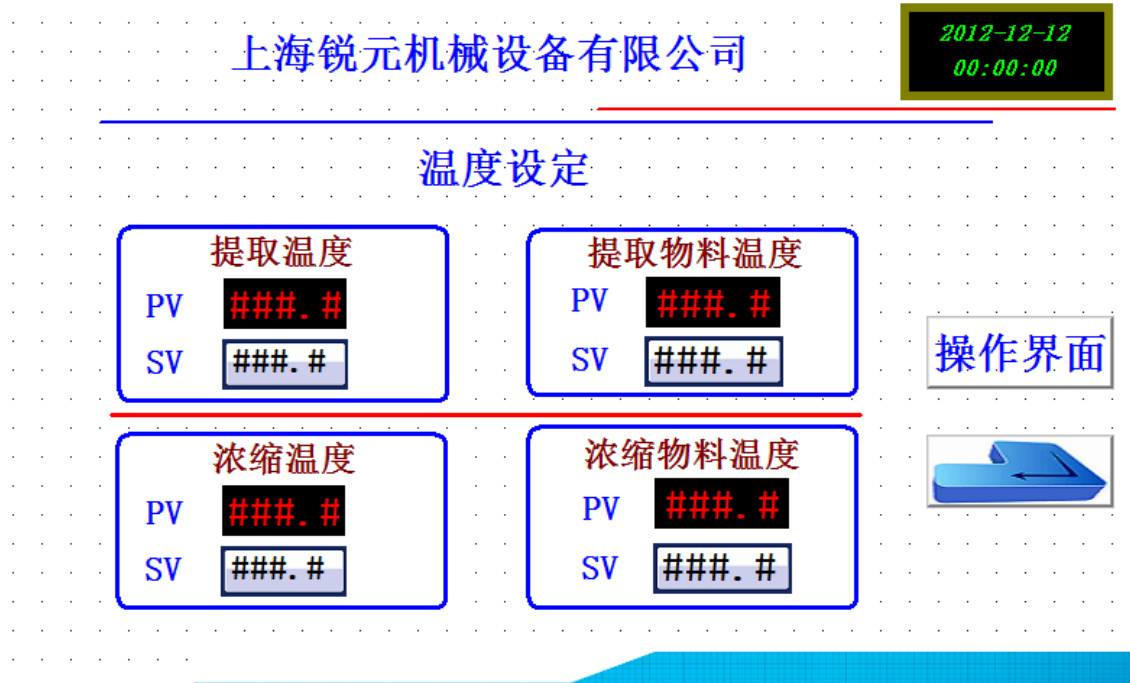 上海锐元机械设备有限公司
2012-12-12
00:00:00
温度设定
提取温度
PV ###.#
SV ###.#
提取物料温度
PV ###.#
SV ###.#
操作界面
浓缩温度
PV ###.#
SV ###.#
浓缩物料温度
PV ###.#
SV ###.#